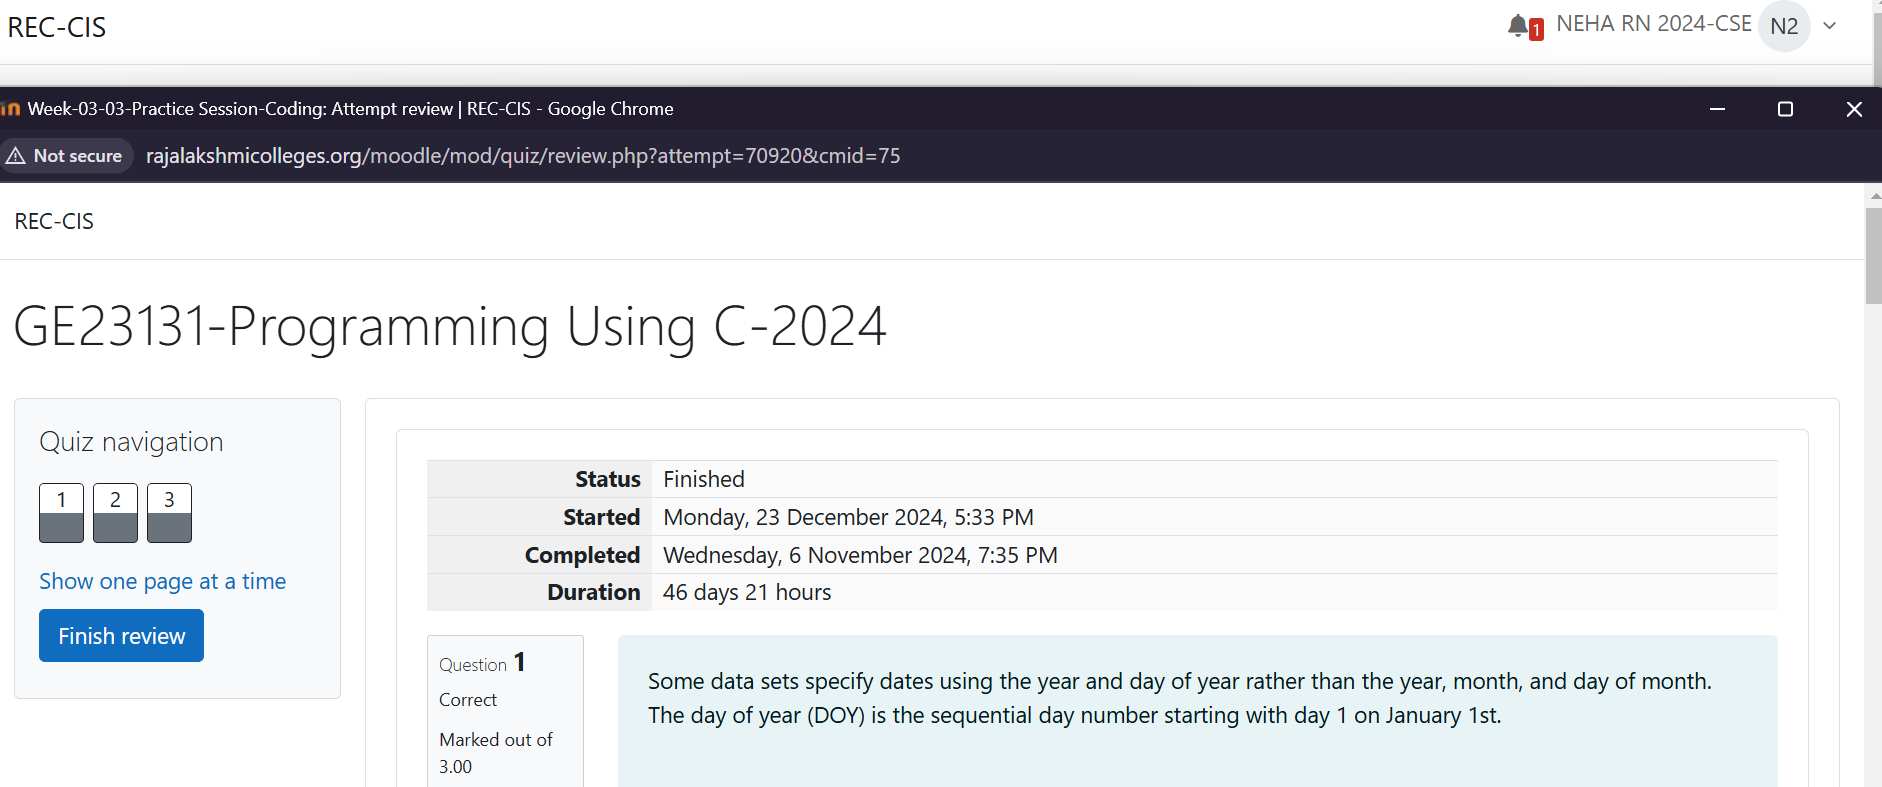 REC-CIS
1
NEHA RN 2024-CSE
N2
Week-03-03-Practice Session-Coding: Attempt review | REC-CIS - Google Chrome
Not secure
rajalakshmicolleges.org/moodle/mod/quiz/review.php?attempt=70920&cmid=75
REC-CIS
GE23131-Programming Using C-2024
Quiz navigation
1 2 3
Show one page at a time
Finish review
Status Finished
Started Monday, 23 December 2024, 5:33 PM
Completed Wednesday, 6 November 2024, 7:35 PM
Duration 46 days 21 hours
Question 1
Correct
Marked out of
3.00
Some data sets specify dates using the year and day of year rather than the year, month, and day of month.
The day of year (DOY) is the sequential day number starting with day 1 on January 1st.